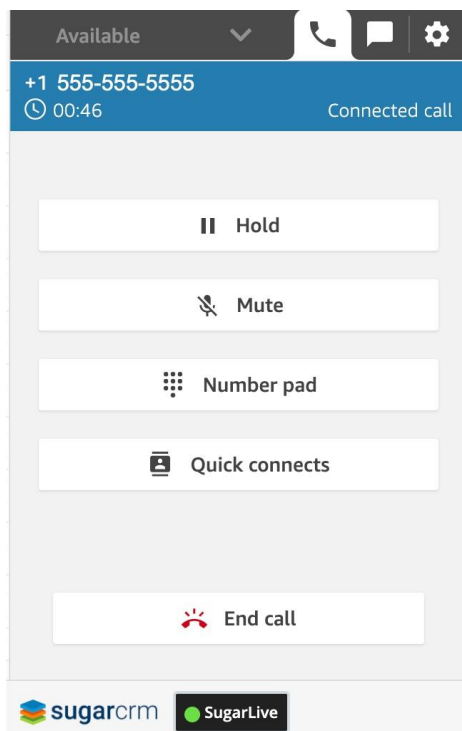 Available
+1 555-555-5555
00:46 Connected call
Hold
Mute
Number pad
Quick connects
End call
sugarcrm SugarLive